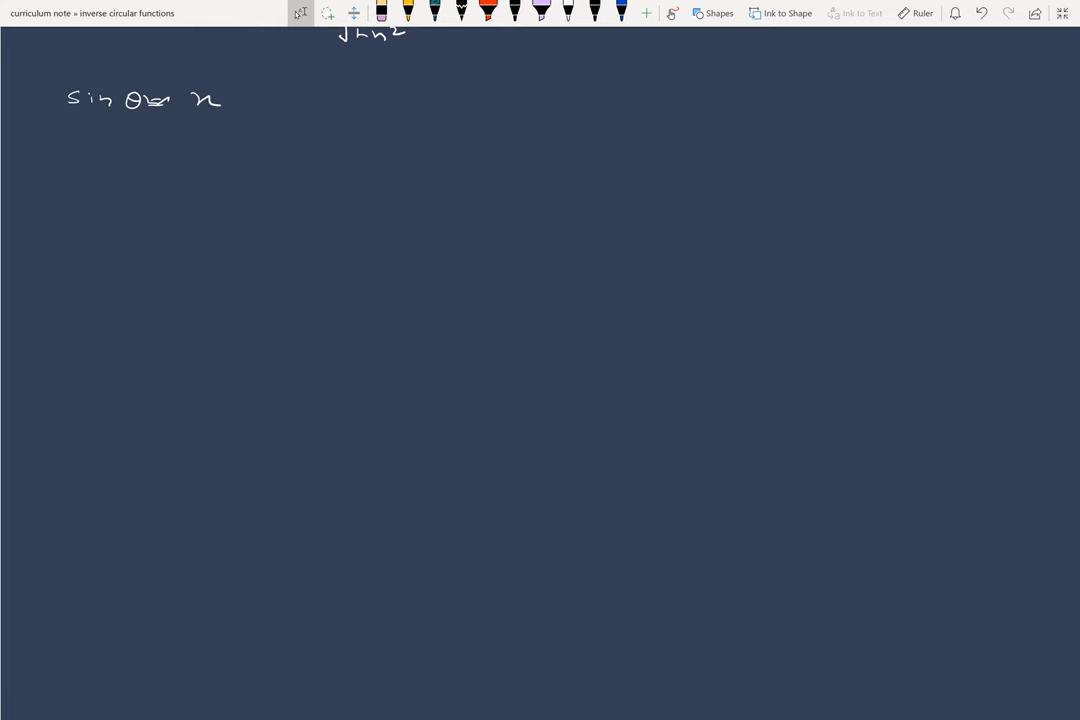 curriculum note » inverse circular functions
Shapes Ink to Shape Ink to Text Ruler
sin θ = x